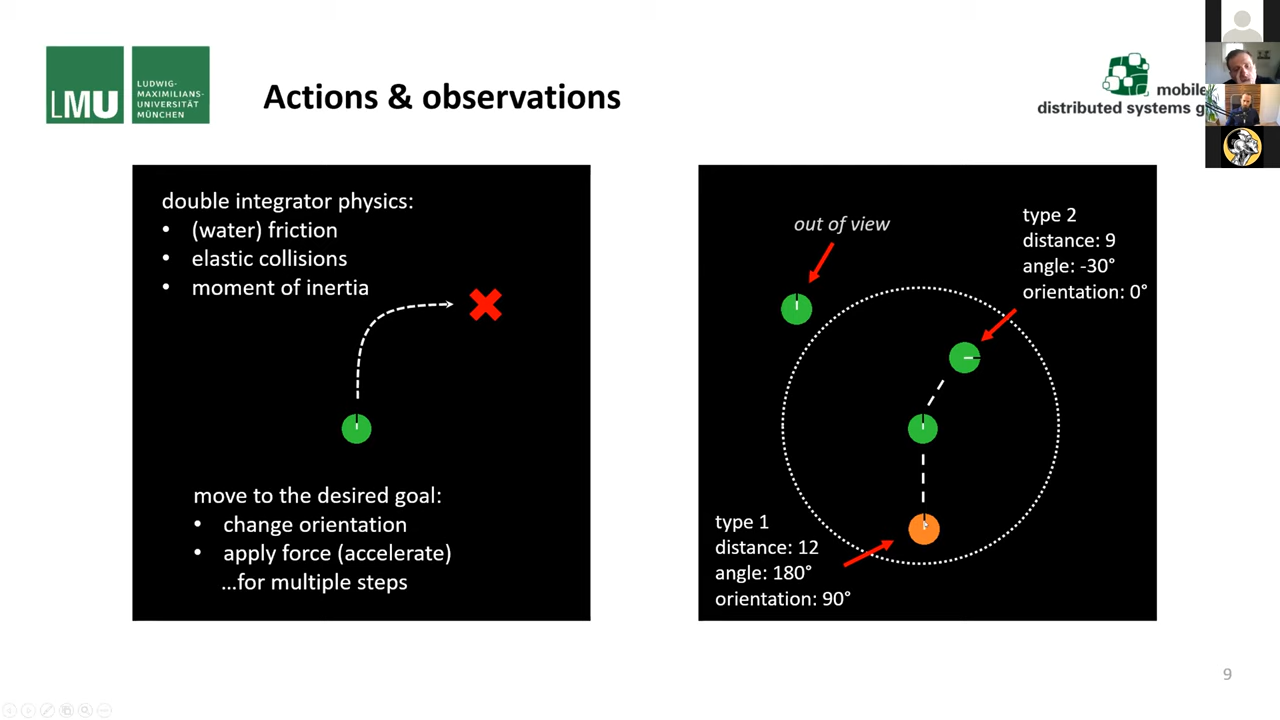 LMU
LUDWIG-
MAXIMILIANS-
UNIVERSITÄT
MÜNCHEN
Actions & observations
mobile
distributed systems g
double integrator physics:
• (water) friction
• elastic collisions
• moment of inertia
move to the desired goal:
• change orientation
• apply force (accelerate)
...for multiple steps
out of view
type 2
distance: 9
angle: -30°
orientation: 0°
type 1
distance: 12
angle: 180°
orientation: 90°
9